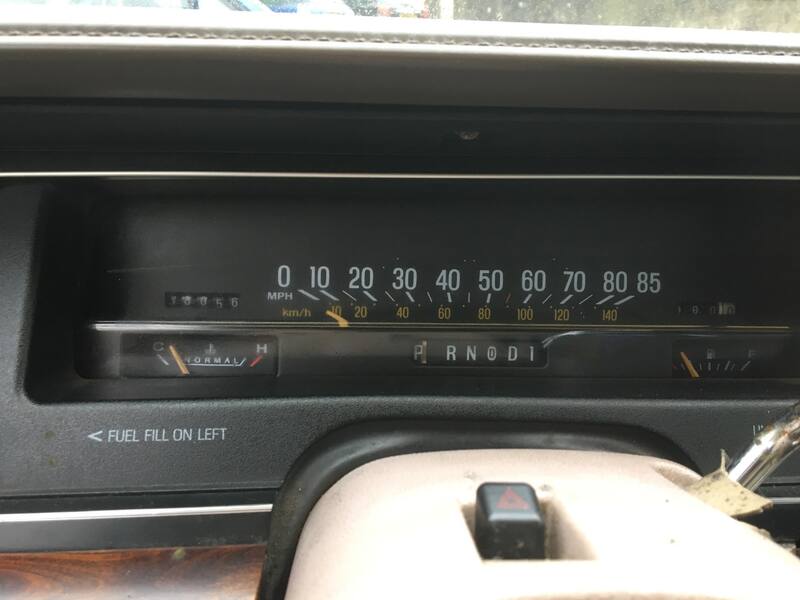 0 10 20 30 40 50 60 70 80 85
MPH
km/h 10 20 40 60 80 100 120 140
C NORMAL H
P R N D D 1
F
< FUEL FILL ON LEFT